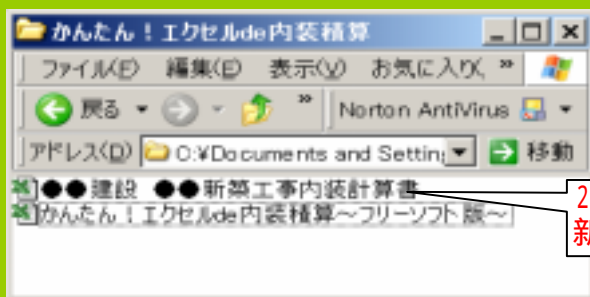 かんたん！エクセルde内装積算
ファイル(E) 編集(E) 表示(V) お気に入り( »
戻る » Norton AntiVirus
アドレス(D) C:¥Documents and Settin 移動
●●建設 ●●新築工事内装計算書
かんたん！エクセルde内装積算～フリーソフト版～
2
新